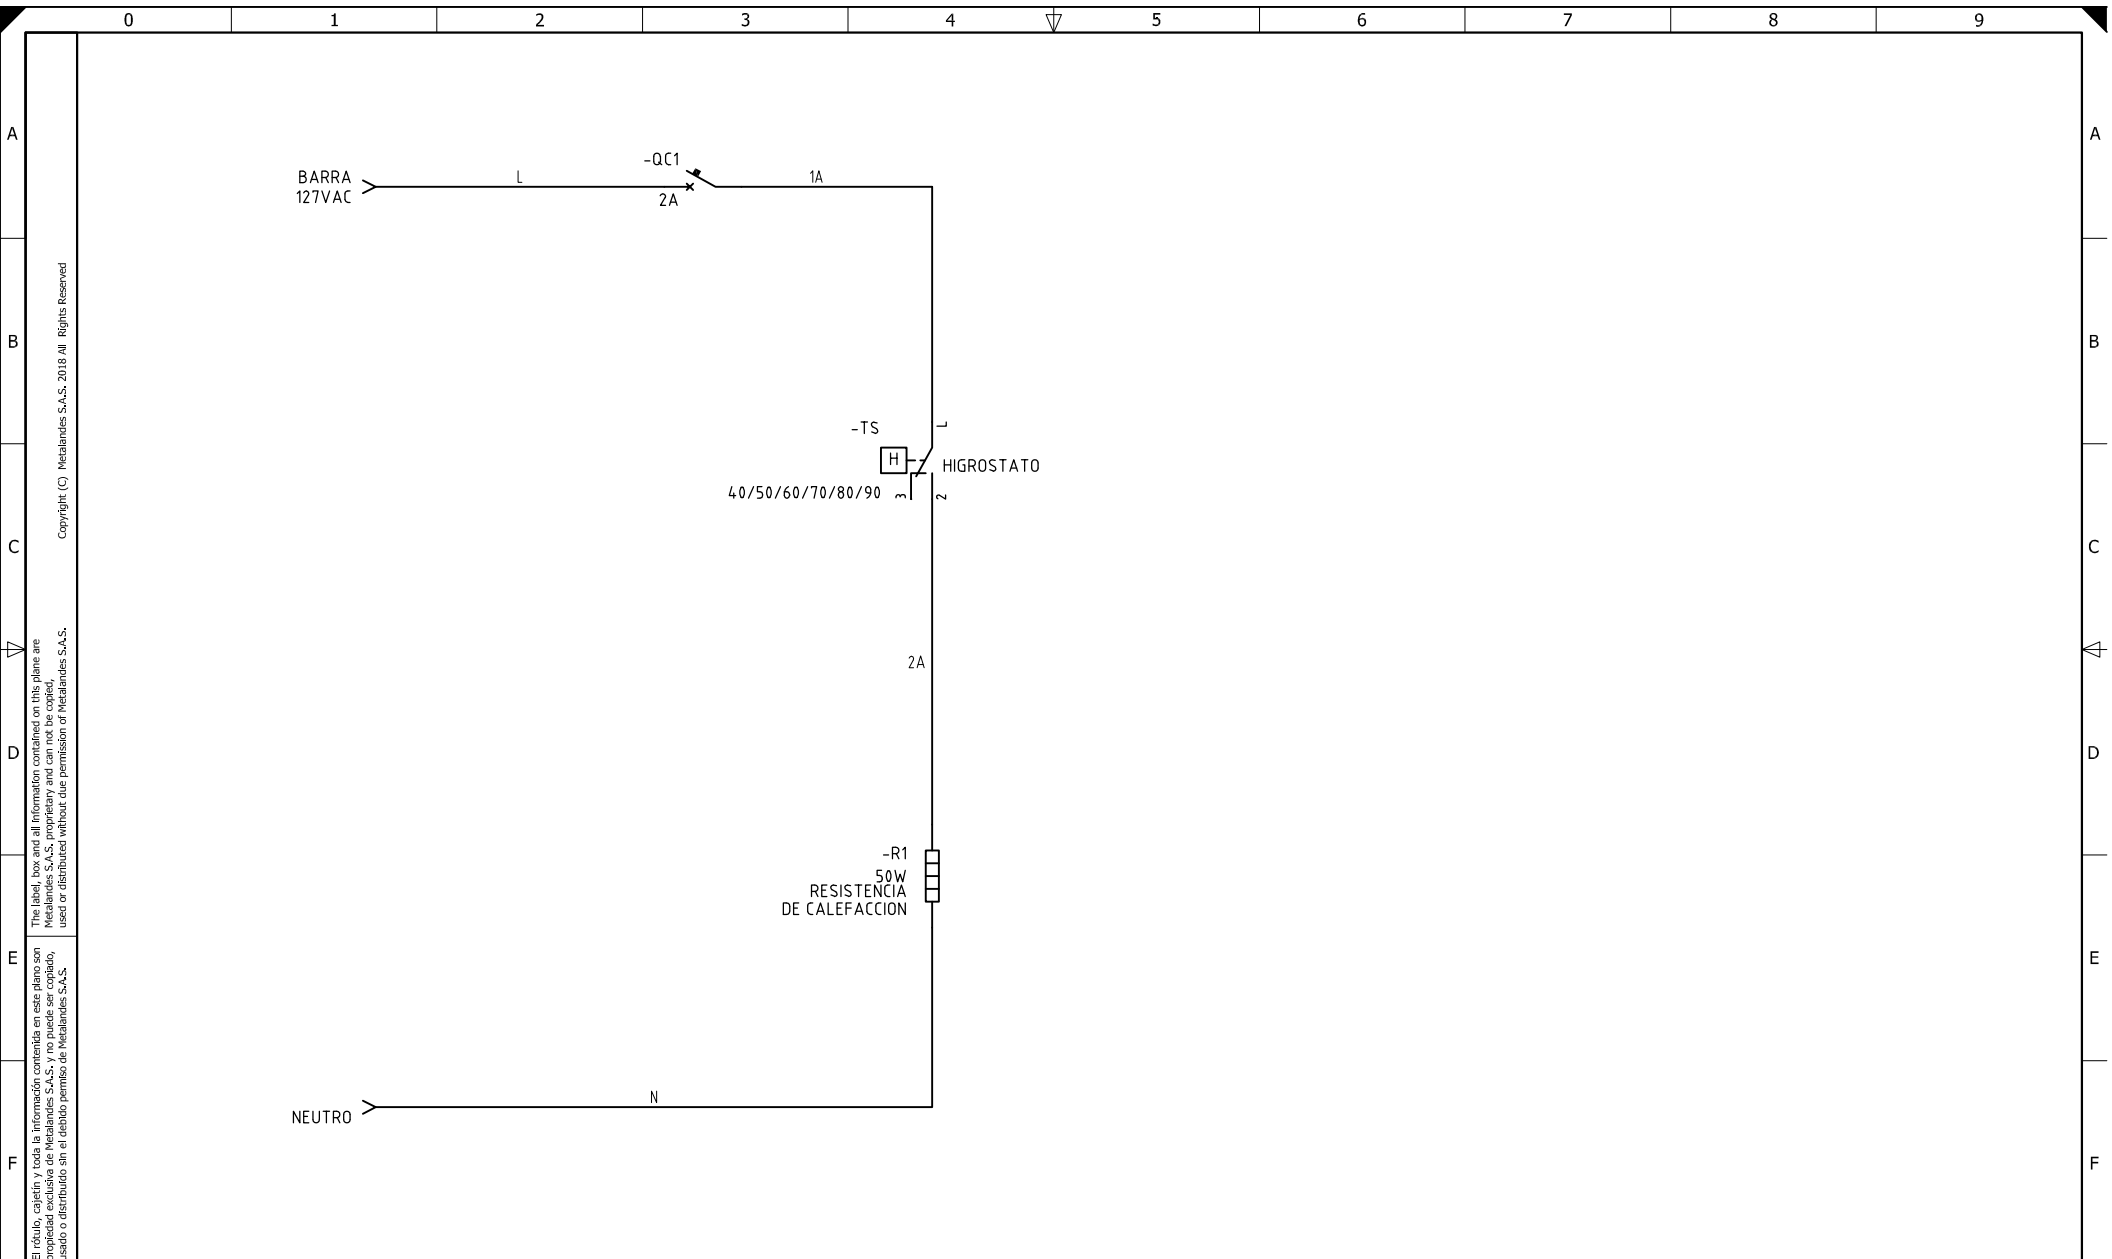 0 1 2 3 4 5 6 7 8 9
A A
-QC1
BARRA L 1A
127VAC 2A
B B
-TS L
H HIGROSTATO
40/50/60/70/80/90 3 2
C C
2A
D D
-R1
50W
RESISTENCIA
DE CALEFACCION
E E
N
NEUTRO
F F
Copyright (C) Metalandes S.A.S. 2018 All Rights Reserved
The label, box and all information contained on this plane are
Metalandes S.A.S. proprietary and can not be copied,
used or distributed without due permission of Metalandes S.A.S.
El rótulo, cajetín y toda la información contenida en este plano son
propiedad exclusiva de Metalandes S.A.S. y no puede ser copiado,
usado o distribuido sin el debido permiso de Metalandes S.A.S.